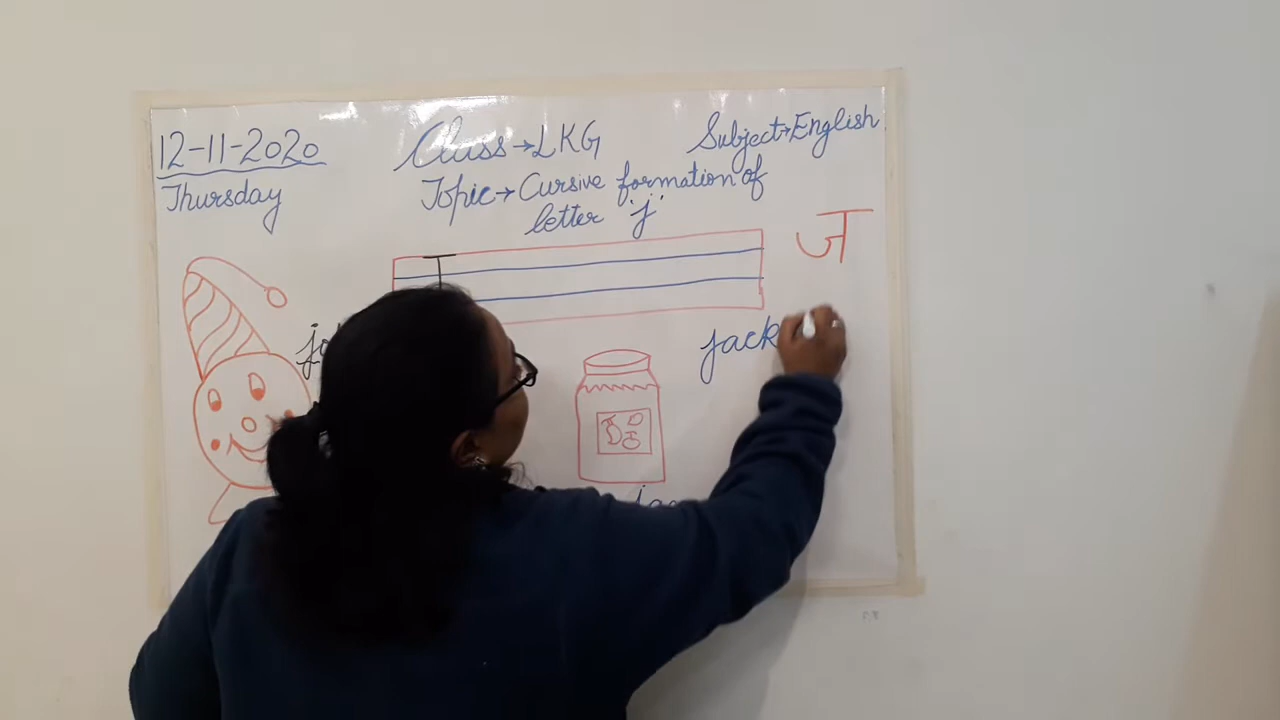 12-11-2020
Thursday
Class→LKG
Subject→English
Topic→Cursive formation of
letter 'j'
ज
jack